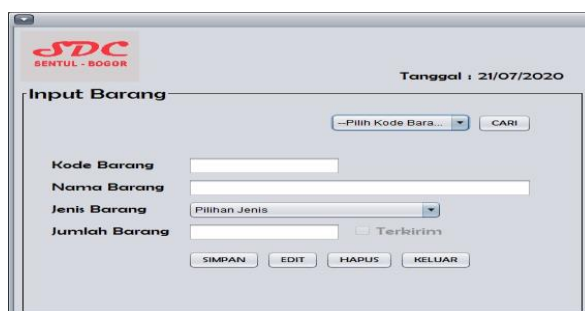 SDC
SENTUL - BOGOR
Tanggal : 21/07/2020
Input Barang
--Pilih Kode Bara... CARI
Kode Barang
Nama Barang
Jenis Barang Pilihan Jenis
Jumlah Barang Terkirim
SIMPAN EDIT HAPUS KELUAR